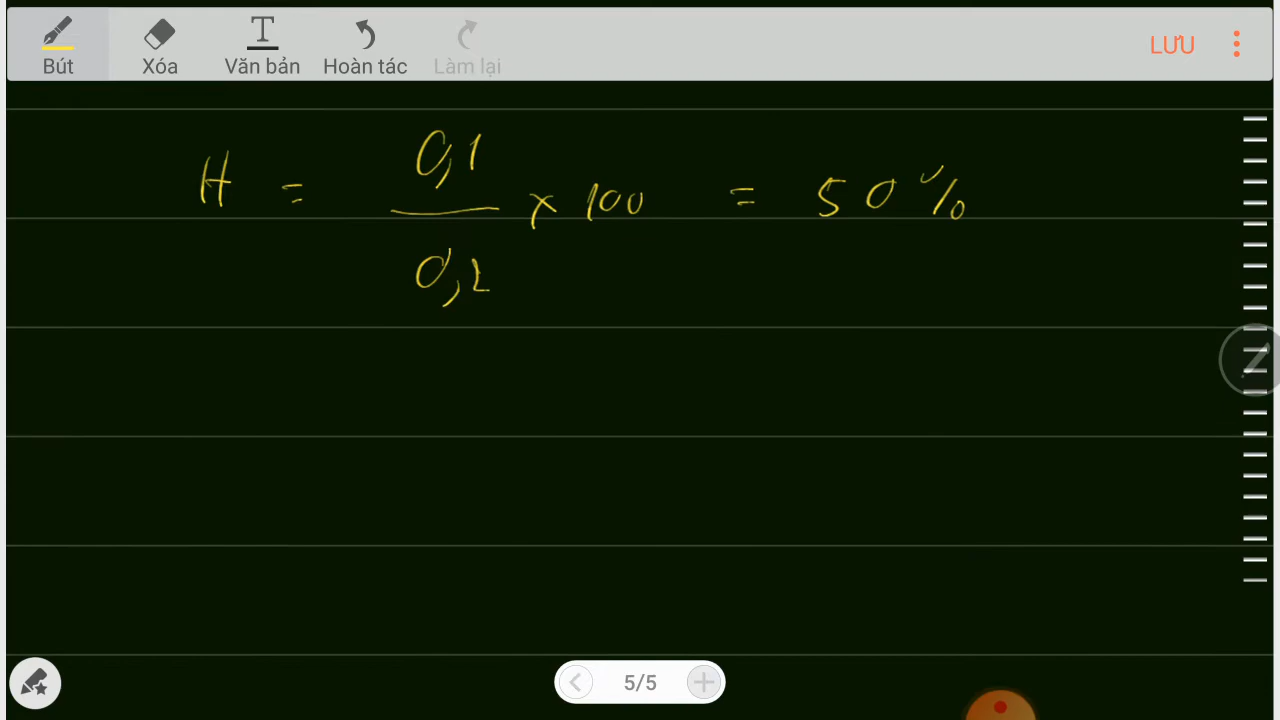 Bút Xóa Văn bản Hoàn tác Làm lại LƯU
H = 0,1 / 0,2 × 100 = 50%
5/5